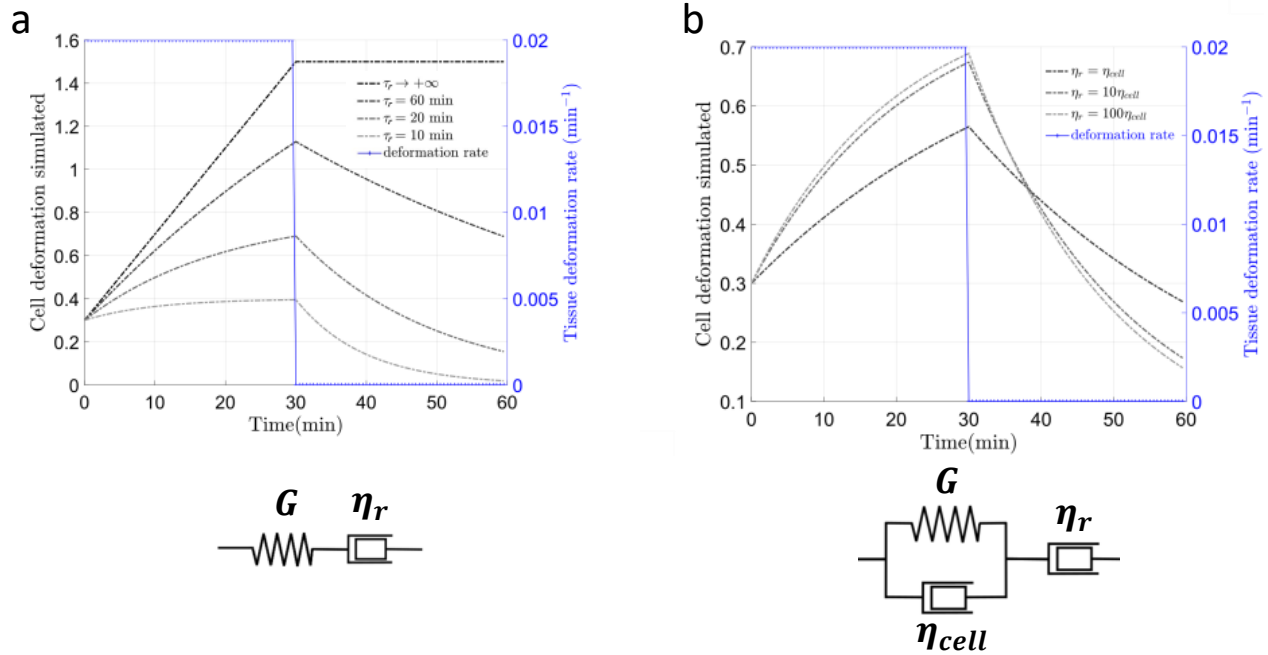 a
1.6
1.4
1.2
1
0.8
0.6
0.4
0.2
0
Cell deformation simulated
0 10 20 30 40 50 60
Time(min)
0.02
0.015
0.01
0.005
0
Tissue deformation rate (min⁻¹)
τᵣ → +∞
τᵣ = 60 min
τᵣ = 20 min
τᵣ = 10 min
deformation rate
G ηᵣ
b
0.7
0.6
0.5
0.4
0.3
0.2
0.1
Cell deformation simulated
0 10 20 30 40 50 60
Time(min)
0.02
0.015
0.01
0.005
0
Tissue deformation rate (min⁻¹)
ηᵣ = η_cell
ηᵣ = 10η_cell
ηᵣ = 100η_cell
deformation rate
G
ηᵣ
η_cell